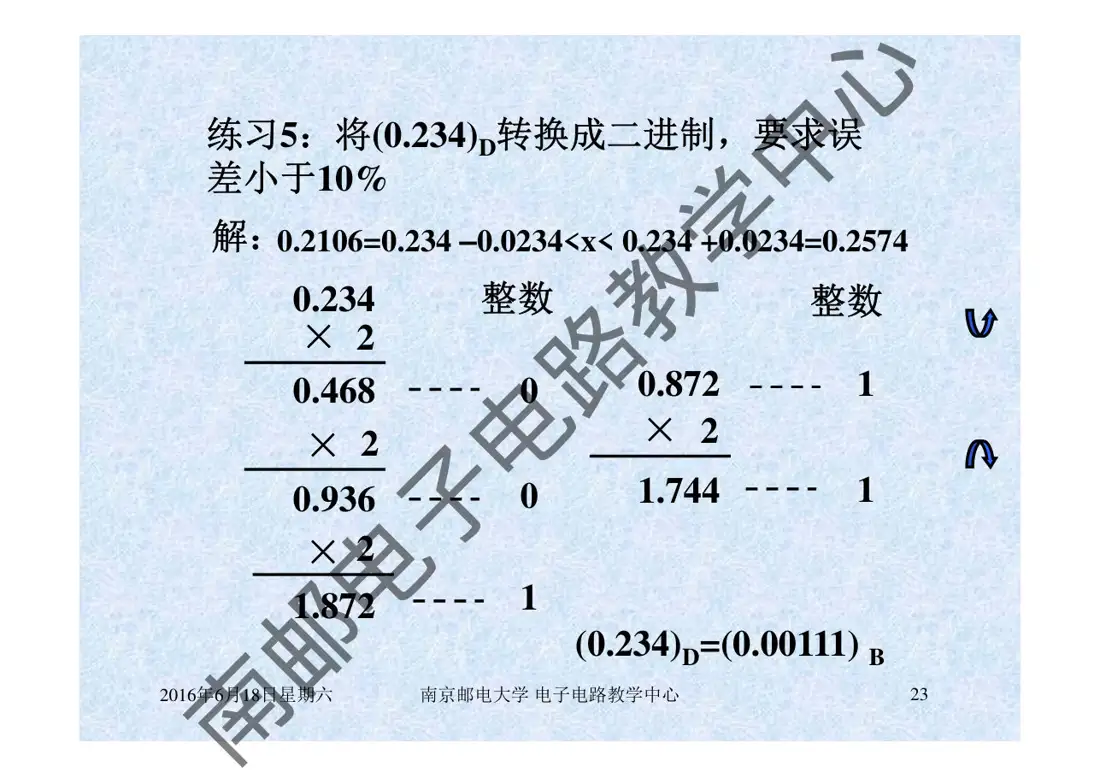 练习5：将(0.234)D转换成二进制，要求误
差小于10%
解：0.2106=0.234 –0.0234<x< 0.234 +0.0234=0.2574
0.234 整数
× 2
0.468 ---- 0
× 2
0.936 ---- 0
× 2
1.872 ---- 1
整数
0.872 ---- 1
× 2
1.744 ---- 1
(0.234)D=(0.00111) B
2016年6月18日星期六 南京邮电大学 电子电路教学中心 23
南邮电子电路教学中心